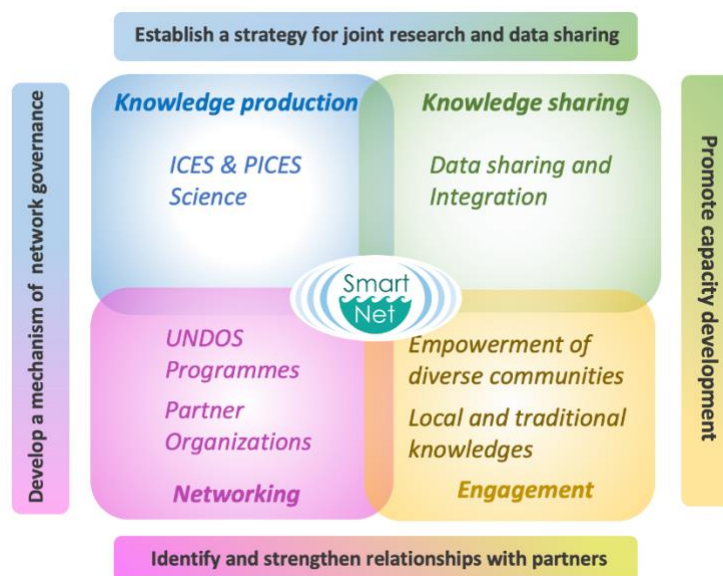 Establish a strategy for joint research and data sharing
Develop a mechanism of network governance
Knowledge production
ICES & PICES
Science
Knowledge sharing
Data sharing and
Integration
Promote capacity development
Smart
Net
UNDOS
Programmes
Partner
Organizations
Networking
Empowerment of
diverse communities
Local and traditional
knowledges
Engagement
Identify and strengthen relationships with partners